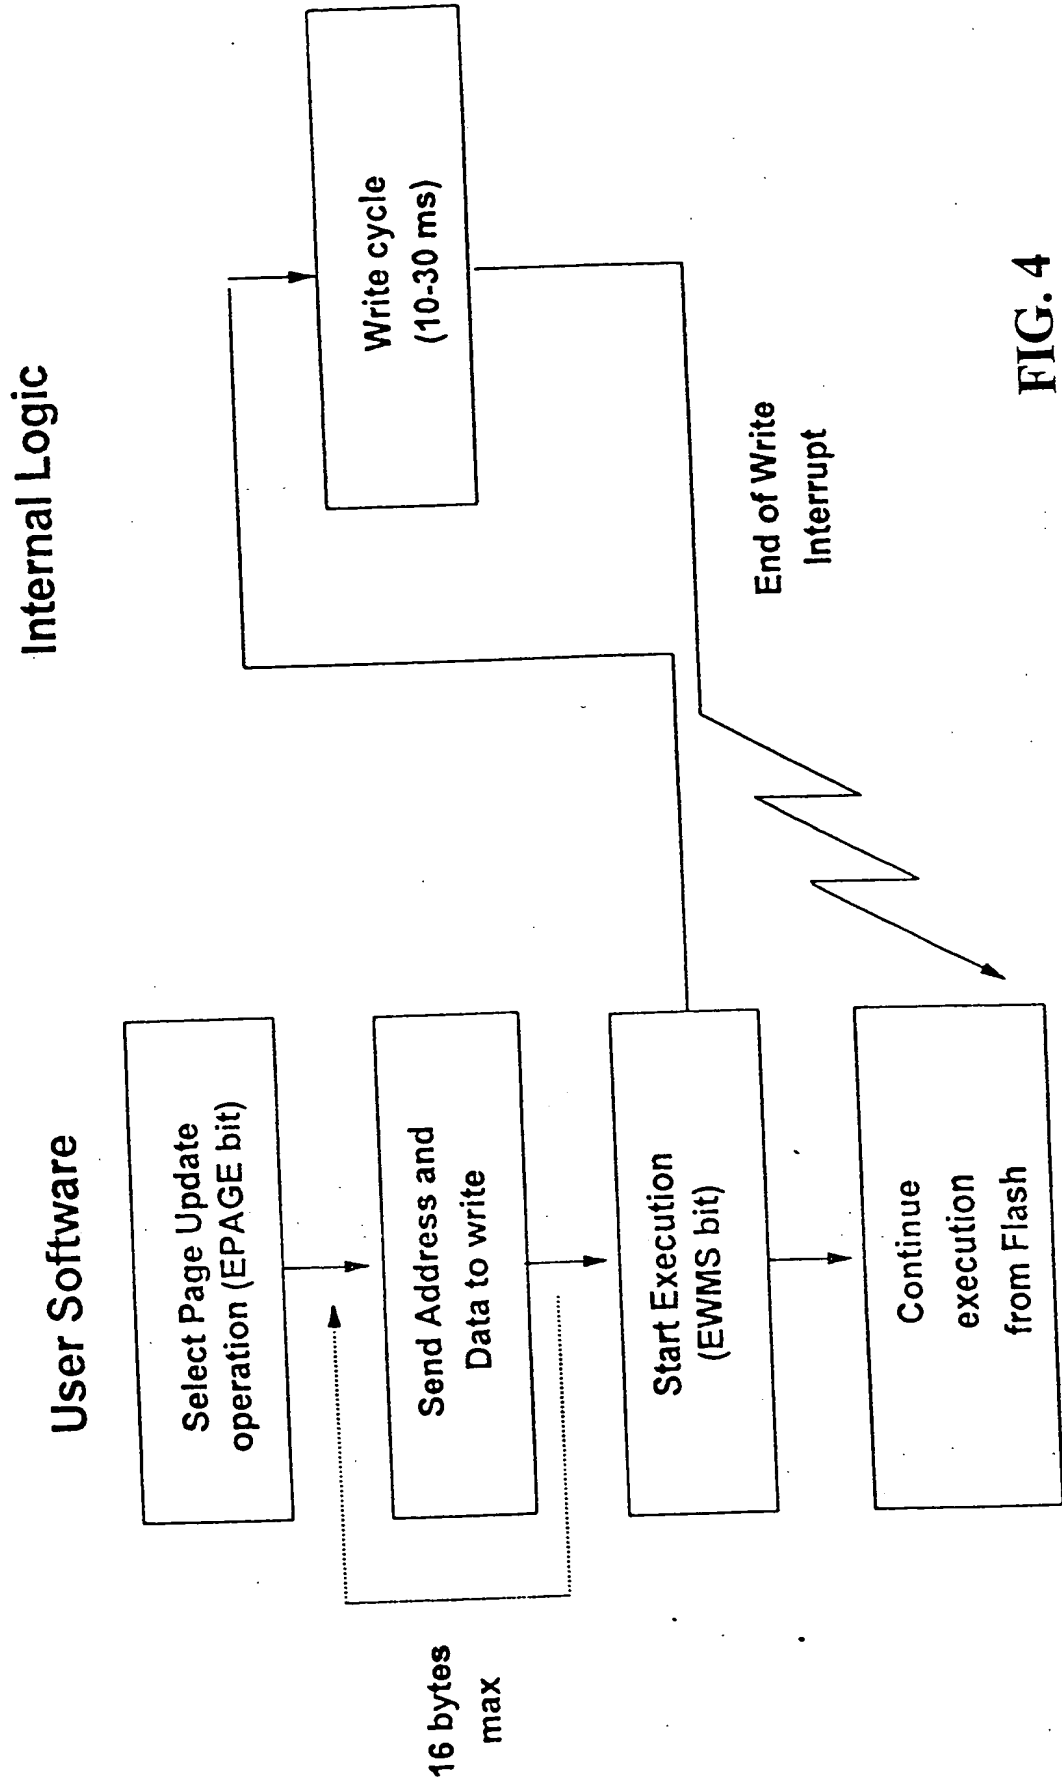 User Software
Internal Logic
Select Page Update
operation (EPAGE bit)
16 bytes
max
Send Address and
Data to write
Start Execution
(EWMS bit)
Continue
execution
from Flash
Write cycle
(10-30 ms)
End of Write
Interrupt
FIG. 4